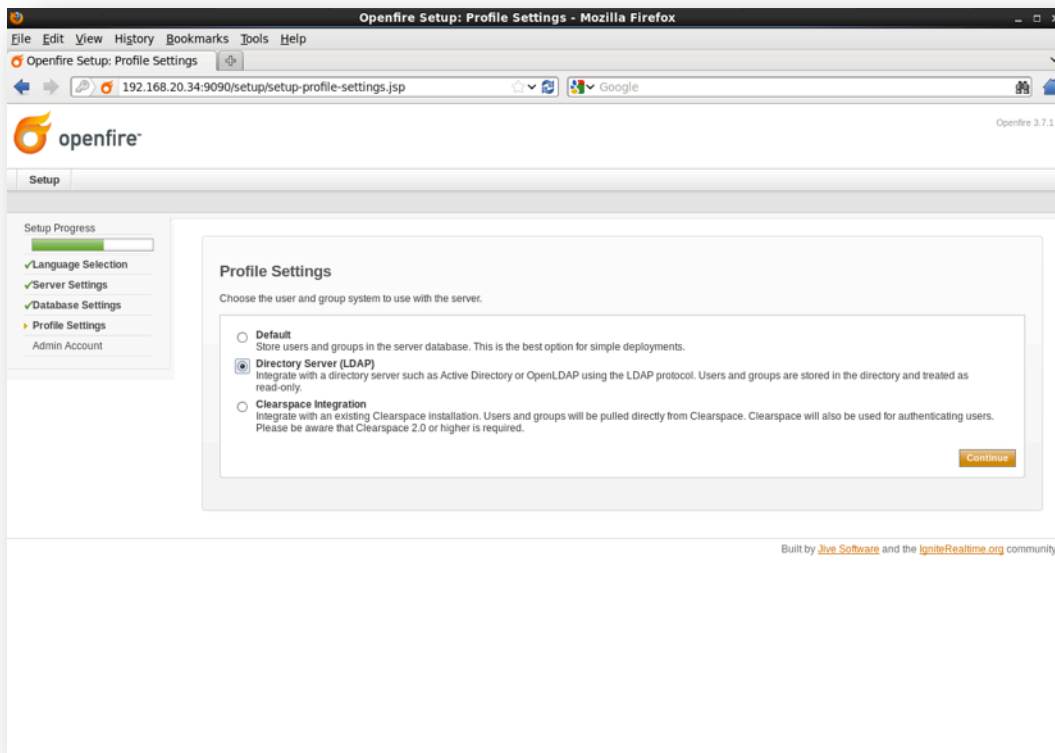 Openfire Setup: Profile Settings - Mozilla Firefox
File Edit View History Bookmarks Tools Help
Openfire Setup: Profile Settings
192.168.20.34:9090/setup/setup-profile-settings.jsp
Google
openfire™
Openfire 3.7.1
Setup
Setup Progress
Language Selection
Server Settings
Database Settings
Profile Settings
Admin Account
Profile Settings
Choose the user and group system to use with the server.
Default
Store users and groups in the server database. This is the best option for simple deployments.
Directory Server (LDAP)
Integrate with a directory server such as Active Directory or OpenLDAP using the LDAP protocol. Users and groups are stored in the directory and treated as
read-only.
Clearspace Integration
Integrate with an existing Clearspace installation. Users and groups will be pulled directly from Clearspace. Clearspace will also be used for authenticating users.
Please be aware that Clearspace 2.0 or higher is required.
Continue
Built by Jive Software and the IgniteRealtime.org community